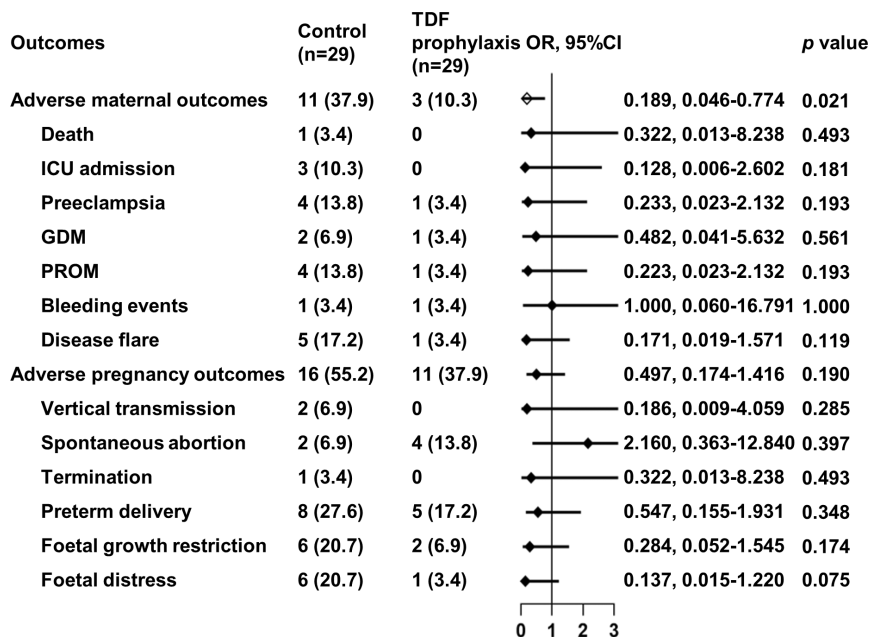 Outcomes Control (n=29) TDF prophylaxis (n=29) OR, 95%CI p value
Adverse maternal outcomes 11 (37.9) 3 (10.3) 0.189, 0.046-0.774 0.021
Death 1 (3.4) 0 0.322, 0.013-8.238 0.493
ICU admission 3 (10.3) 0 0.128, 0.006-2.602 0.181
Preeclampsia 4 (13.8) 1 (3.4) 0.233, 0.023-2.132 0.193
GDM 2 (6.9) 1 (3.4) 0.482, 0.041-5.632 0.561
PROM 4 (13.8) 1 (3.4) 0.223, 0.023-2.132 0.193
Bleeding events 1 (3.4) 1 (3.4) 1.000, 0.060-16.791 1.000
Disease flare 5 (17.2) 1 (3.4) 0.171, 0.019-1.571 0.119
Adverse pregnancy outcomes 16 (55.2) 11 (37.9) 0.497, 0.174-1.416 0.190
Vertical transmission 2 (6.9) 0 0.186, 0.009-4.059 0.285
Spontaneous abortion 2 (6.9) 4 (13.8) 2.160, 0.363-12.840 0.397
Termination 1 (3.4) 0 0.322, 0.013-8.238 0.493
Preterm delivery 8 (27.6) 5 (17.2) 0.547, 0.155-1.931 0.348
Foetal growth restriction 6 (20.7) 2 (6.9) 0.284, 0.052-1.545 0.174
Foetal distress 6 (20.7) 1 (3.4) 0.137, 0.015-1.220 0.075
0 1 2 3